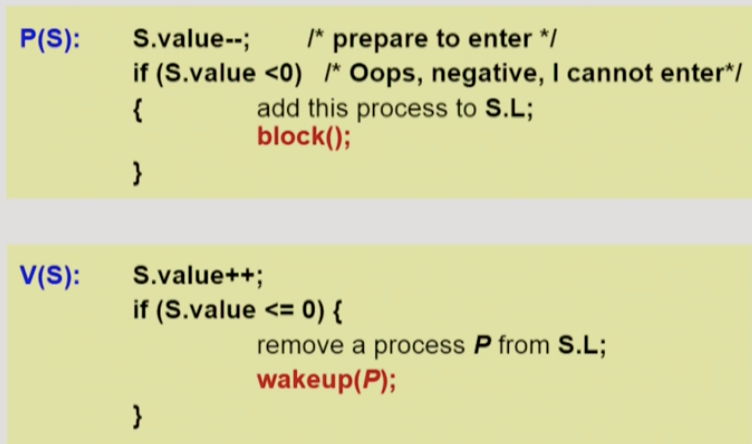 P(S): S.value--; /* prepare to enter */
if (S.value <0) /* Oops, negative, I cannot enter*/
{ add this process to S.L;
block();
}
V(S): S.value++;
if (S.value <= 0) {
remove a process P from S.L;
wakeup(P);
}